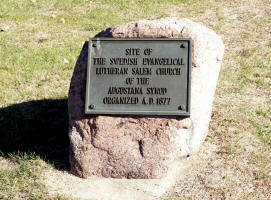 SITE OF
THE SWEDISH EVANGELICAL
LUTHERAN SALEM CHURCH
OF THE
AUGUSTANA SYNOD
ORGANIZED A. D. 1877